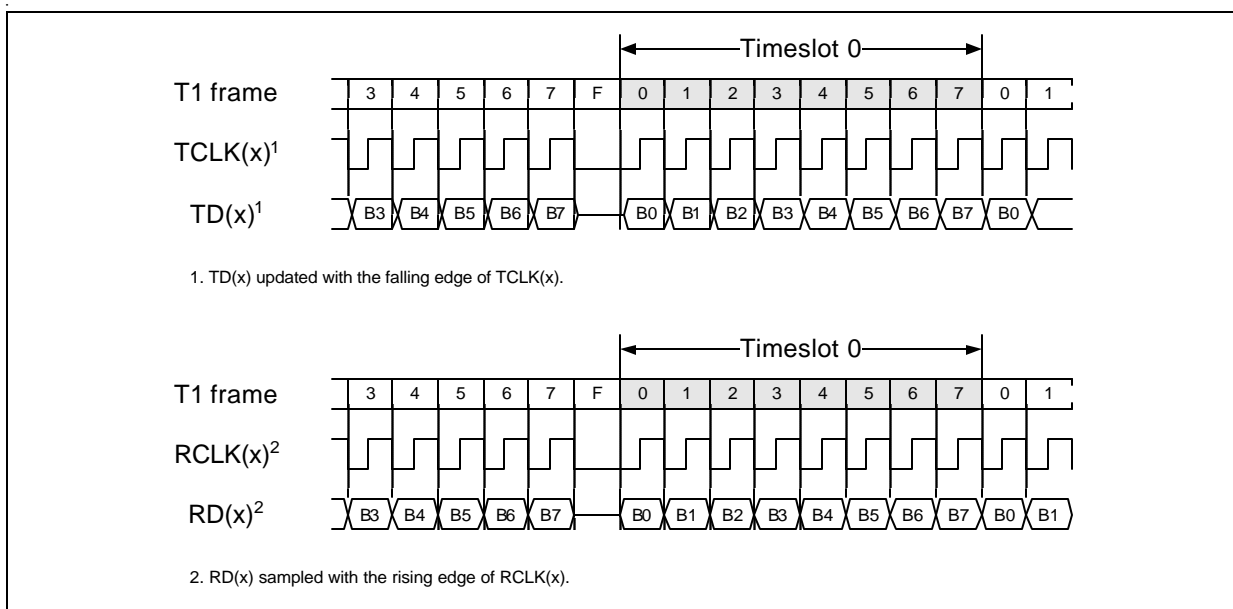 Timeslot 0
T1 frame 3 4 5 6 7 F 0 1 2 3 4 5 6 7 0 1
TCLK(x)1
TD(x)1 B3 B4 B5 B6 B7 B0 B1 B2 B3 B4 B5 B6 B7 B0
1. TD(x) updated with the falling edge of TCLK(x).
Timeslot 0
T1 frame 3 4 5 6 7 F 0 1 2 3 4 5 6 7 0 1
RCLK(x)2
RD(x)2 B3 B4 B5 B6 B7 B0 B1 B2 B3 B4 B5 B6 B7 B0 B1
2. RD(x) sampled with the rising edge of RCLK(x).